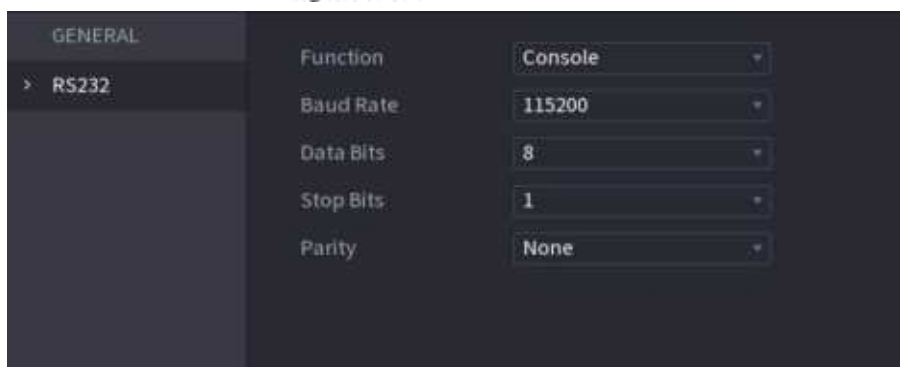 GENERAL
> RS232
Function Console
Baud Rate 115200
Data Bits 8
Stop Bits 1
Parity None